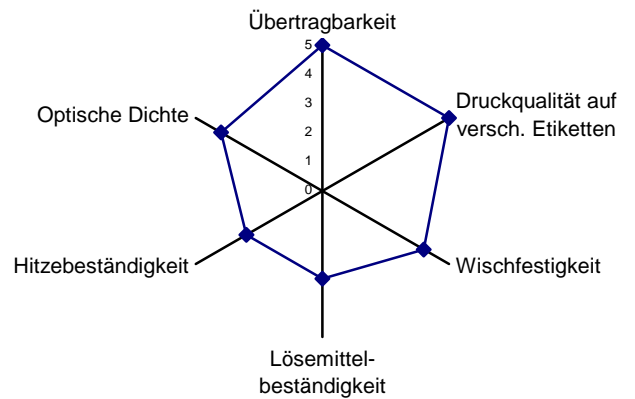 Übertragbarkeit
5
4
3
2
1
0
Druckqualität auf
versch. Etiketten
Wischfestigkeit
Lösemittel-
beständigkeit
Hitzebeständigkeit
Optische Dichte